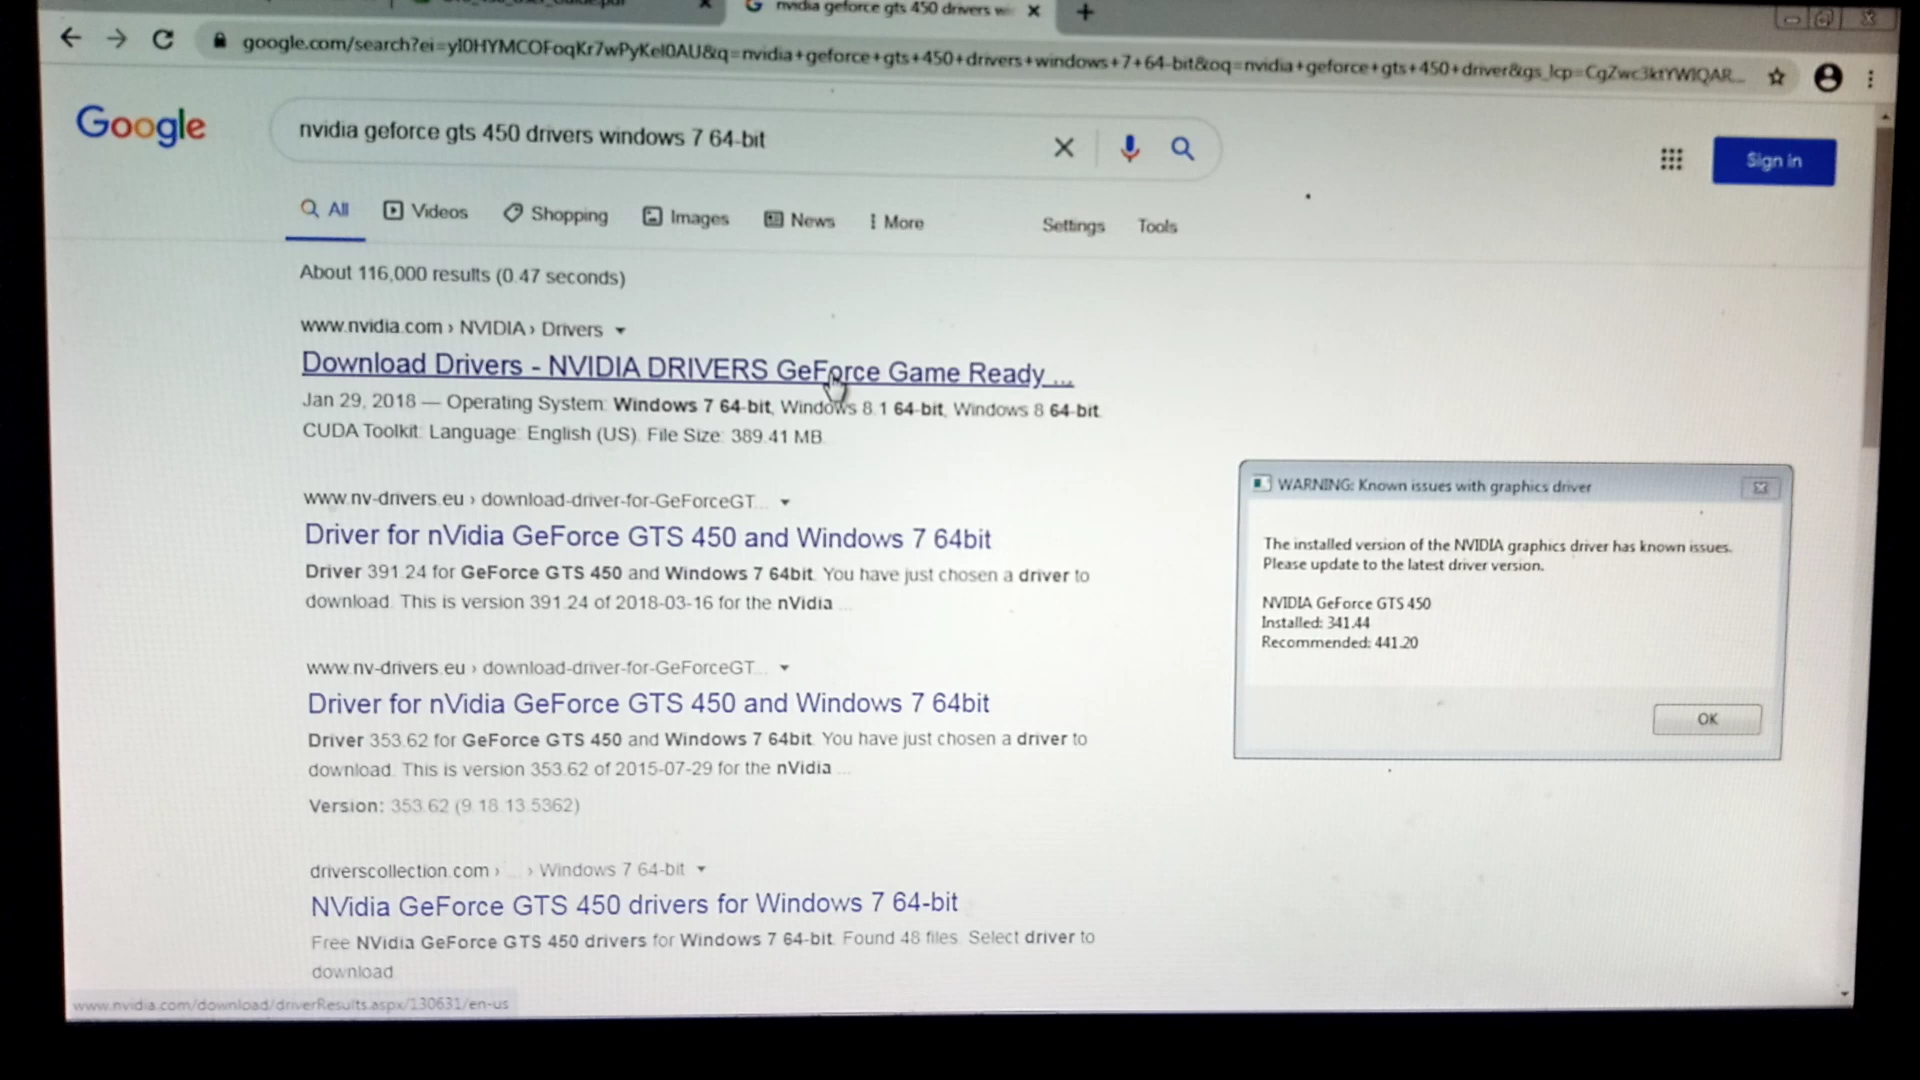 nvidia geforce gts 450 drivers wi
google.com/search?ei=yI0HYMCOFoqKr7wPyKeI0AU&q=nvidia+geforce+gts+450+drivers+windows+7+64-bit&oq=nvidia+geforce+gts+450+driver&gs_lcp=CgZwc3ktYWIQAR...
Google
nvidia geforce gts 450 drivers windows 7 64-bit
Sign in
All Videos Shopping Images News More Settings Tools
About 116,000 results (0.47 seconds)
www.nvidia.com › NVIDIA › Drivers
Download Drivers - NVIDIA DRIVERS GeForce Game Ready ...
Jan 29, 2018 — Operating System: Windows 7 64-bit, Windows 8.1 64-bit, Windows 8 64-bit.
CUDA Toolkit: Language: English (US). File Size: 389.41 MB.
www.nv-drivers.eu › download-driver-for-GeForceGT...
Driver for nVidia GeForce GTS 450 and Windows 7 64bit
Driver 391.24 for GeForce GTS 450 and Windows 7 64bit. You have just chosen a driver to
download. This is version 391.24 of 2018-03-16 for the nVidia ...
www.nv-drivers.eu › download-driver-for-GeForceGT...
Driver for nVidia GeForce GTS 450 and Windows 7 64bit
Driver 353.62 for GeForce GTS 450 and Windows 7 64bit. You have just chosen a driver to
download. This is version 353.62 of 2015-07-29 for the nVidia ...
Version: 353.62 (9.18.13.5362)
driverscollection.com › ... › Windows 7 64-bit
NVidia GeForce GTS 450 drivers for Windows 7 64-bit
Free NVidia GeForce GTS 450 drivers for Windows 7 64-bit. Found 48 files. Select driver to
download.
www.nvidia.com/download/driverResults.aspx/130631/en-us
WARNING: Known issues with graphics driver
The installed version of the NVIDIA graphics driver has known issues.
Please update to the latest driver version.
NVIDIA GeForce GTS 450
Installed: 341.44
Recommended: 441.20
OK